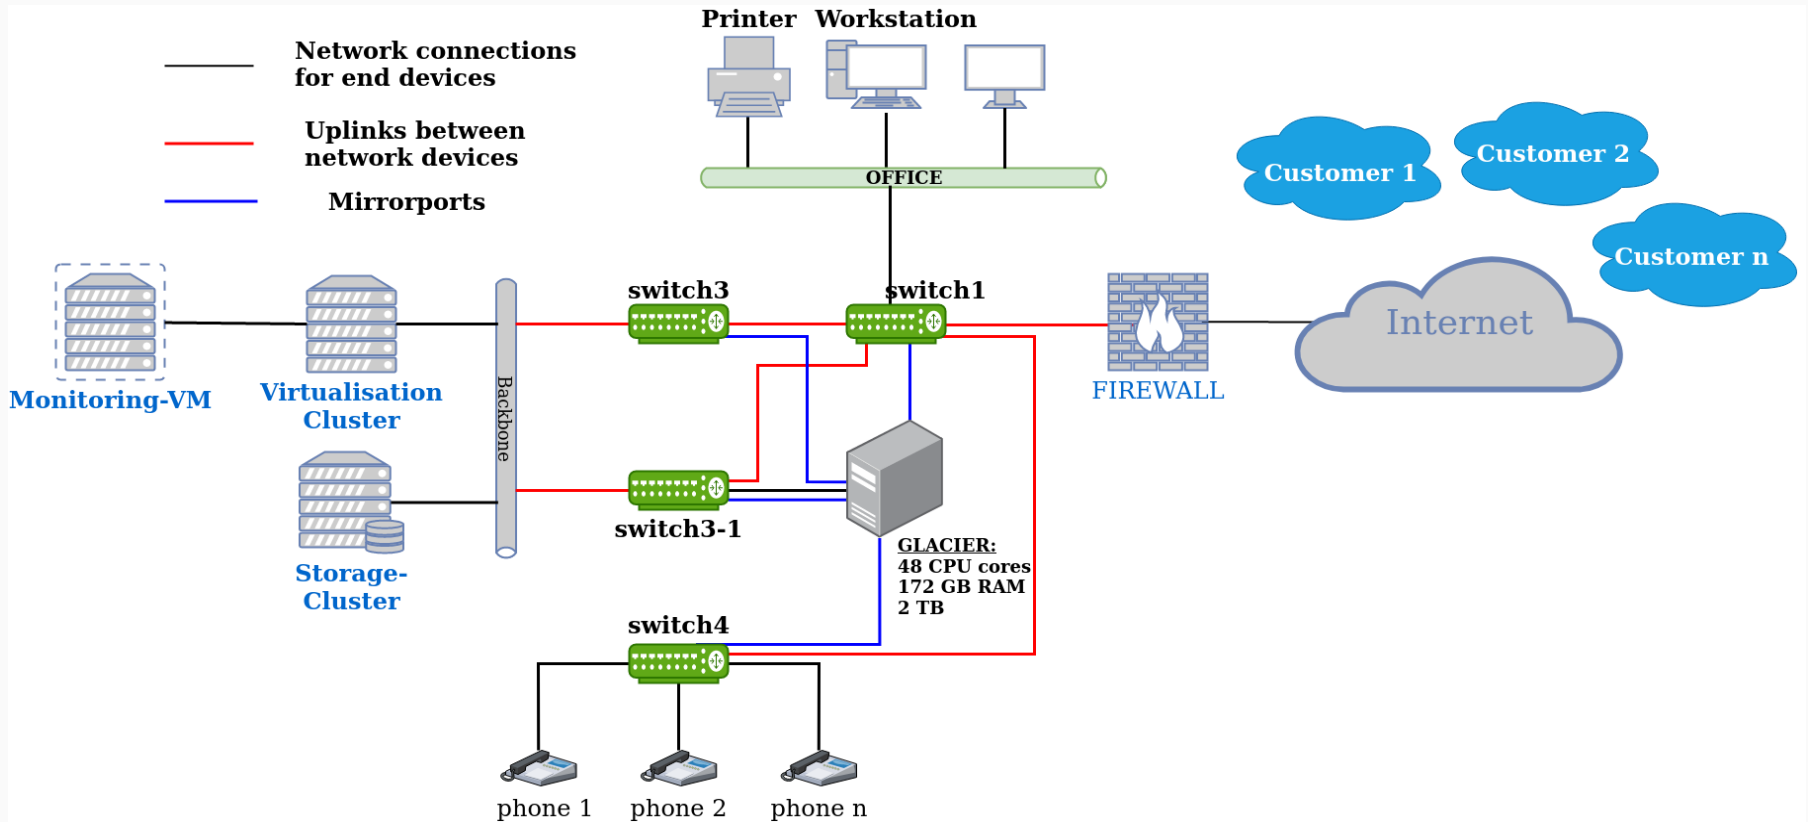 Printer
Workstation
Network connections
for end devices
Uplinks between
network devices
Mirrorports
OFFICE
Customer 1
Customer 2
Customer n
switch3
switch1
Internet
FIREWALL
Monitoring-VM
Virtualisation
Cluster
Backbone
switch3-1
Storage-
Cluster
GLACIER:
48 CPU cores
172 GB RAM
2 TB
switch4
phone 1
phone 2
phone n